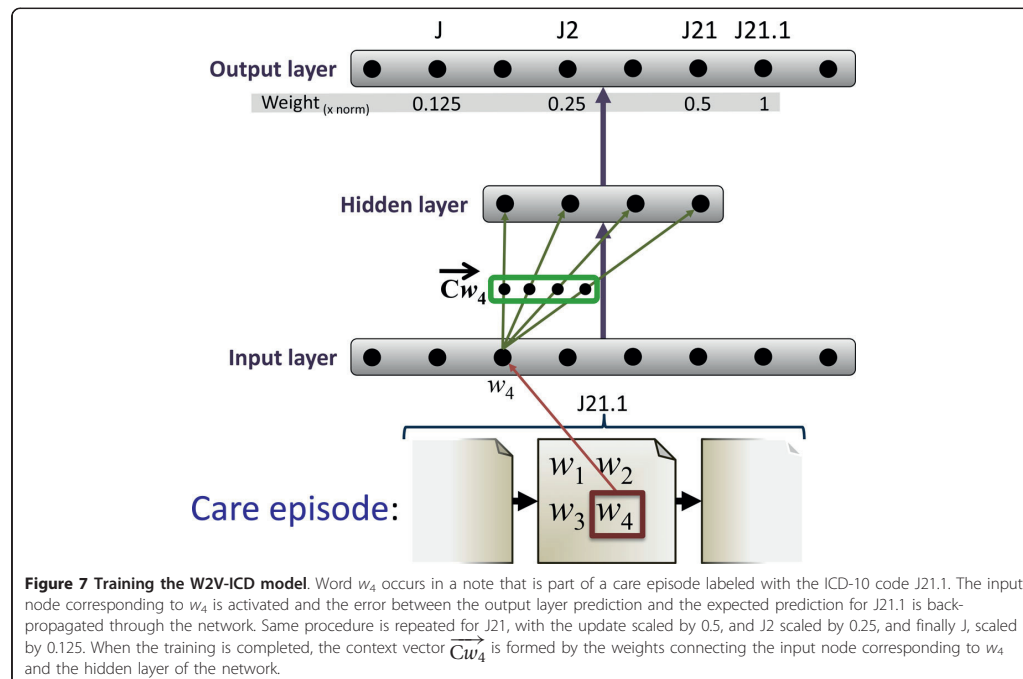 J J2 J21 J21.1
Output layer
Weight (x norm) 0.125 0.25 0.5 1
Hidden layer
Cw4
Input layer
w4
J21.1
w1 w2
Care episode: w3 w4
Figure 7 Training the W2V-ICD model. Word w4 occurs in a note that is part of a care episode labeled with the ICD-10 code J21.1. The input
node corresponding to w4 is activated and the error between the output layer prediction and the expected prediction for J21.1 is back-
propagated through the network. Same procedure is repeated for J21, with the update scaled by 0.5, and J2 scaled by 0.25, and finally J, scaled
by 0.125. When the training is completed, the context vector Cw4 is formed by the weights connecting the input node corresponding to w4
and the hidden layer of the network.